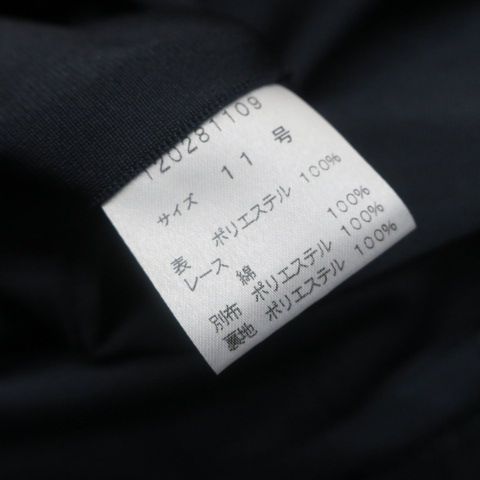 120281109
サイズ 11 号
表 ポリエステル 100%
レース 綿 100%
別布 ポリエステル 100%
裏地 ポリエステル 100%